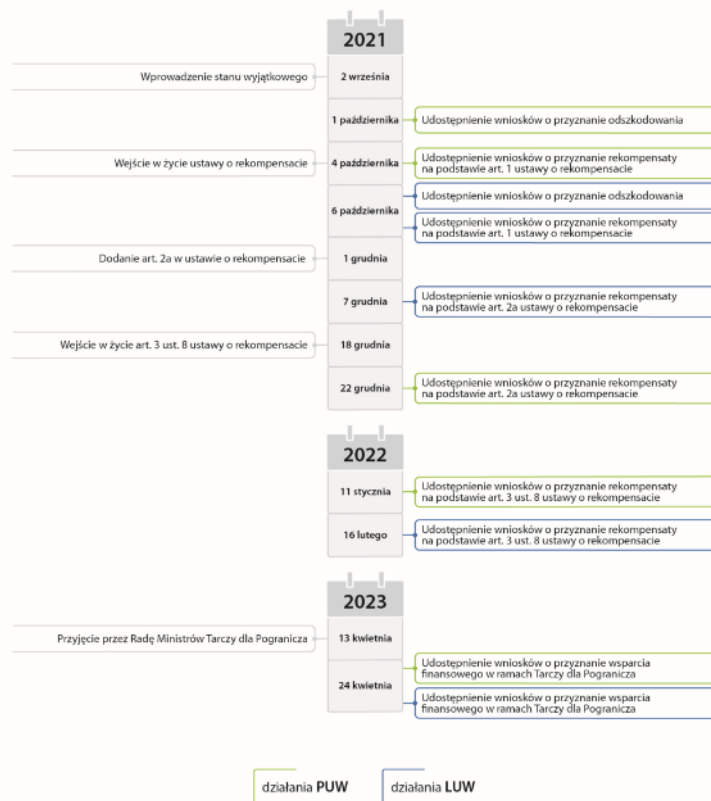 2021
Wprowadzenie stanu wyjątkowego
2 września
1 października
Udostępnienie wniosków o przyznanie odszkodowania
Wejście w życie ustawy o rekompensacie
4 października
Udostępnienie wniosków o przyznanie rekompensaty
na podstawie art. 1 ustawy o rekompensacie
6 października
Udostępnienie wniosków o przyznanie odszkodowania
Udostępnienie wniosków o przyznanie rekompensaty
na podstawie art. 1 ustawy o rekompensacie
Dodanie art. 2a w ustawie o rekompensacie
1 grudnia
7 grudnia
Udostępnienie wniosków o przyznanie rekompensaty
na podstawie art. 2a ustawy o rekompensacie
Wejście w życie art. 3 ust. 8 ustawy o rekompensacie
18 grudnia
22 grudnia
Udostępnienie wniosków o przyznanie rekompensaty
na podstawie art. 2a ustawy o rekompensacie
2022
11 stycznia
Udostępnienie wniosków o przyznanie rekompensaty
na podstawie art. 3 ust. 8 ustawy o rekompensacie
16 lutego
Udostępnienie wniosków o przyznanie rekompensaty
na podstawie art. 3 ust. 8 ustawy o rekompensacie
2023
Przyjęcie przez Radę Ministrów Tarczy dla Pogranicza
13 kwietnia
24 kwietnia
Udostępnienie wniosków o przyznanie wsparcia
finansowego w ramach Tarczy dla Pogranicza
Udostępnienie wniosków o przyznanie wsparcia
finansowego w ramach Tarczy dla Pogranicza
działania PUW
działania LUW